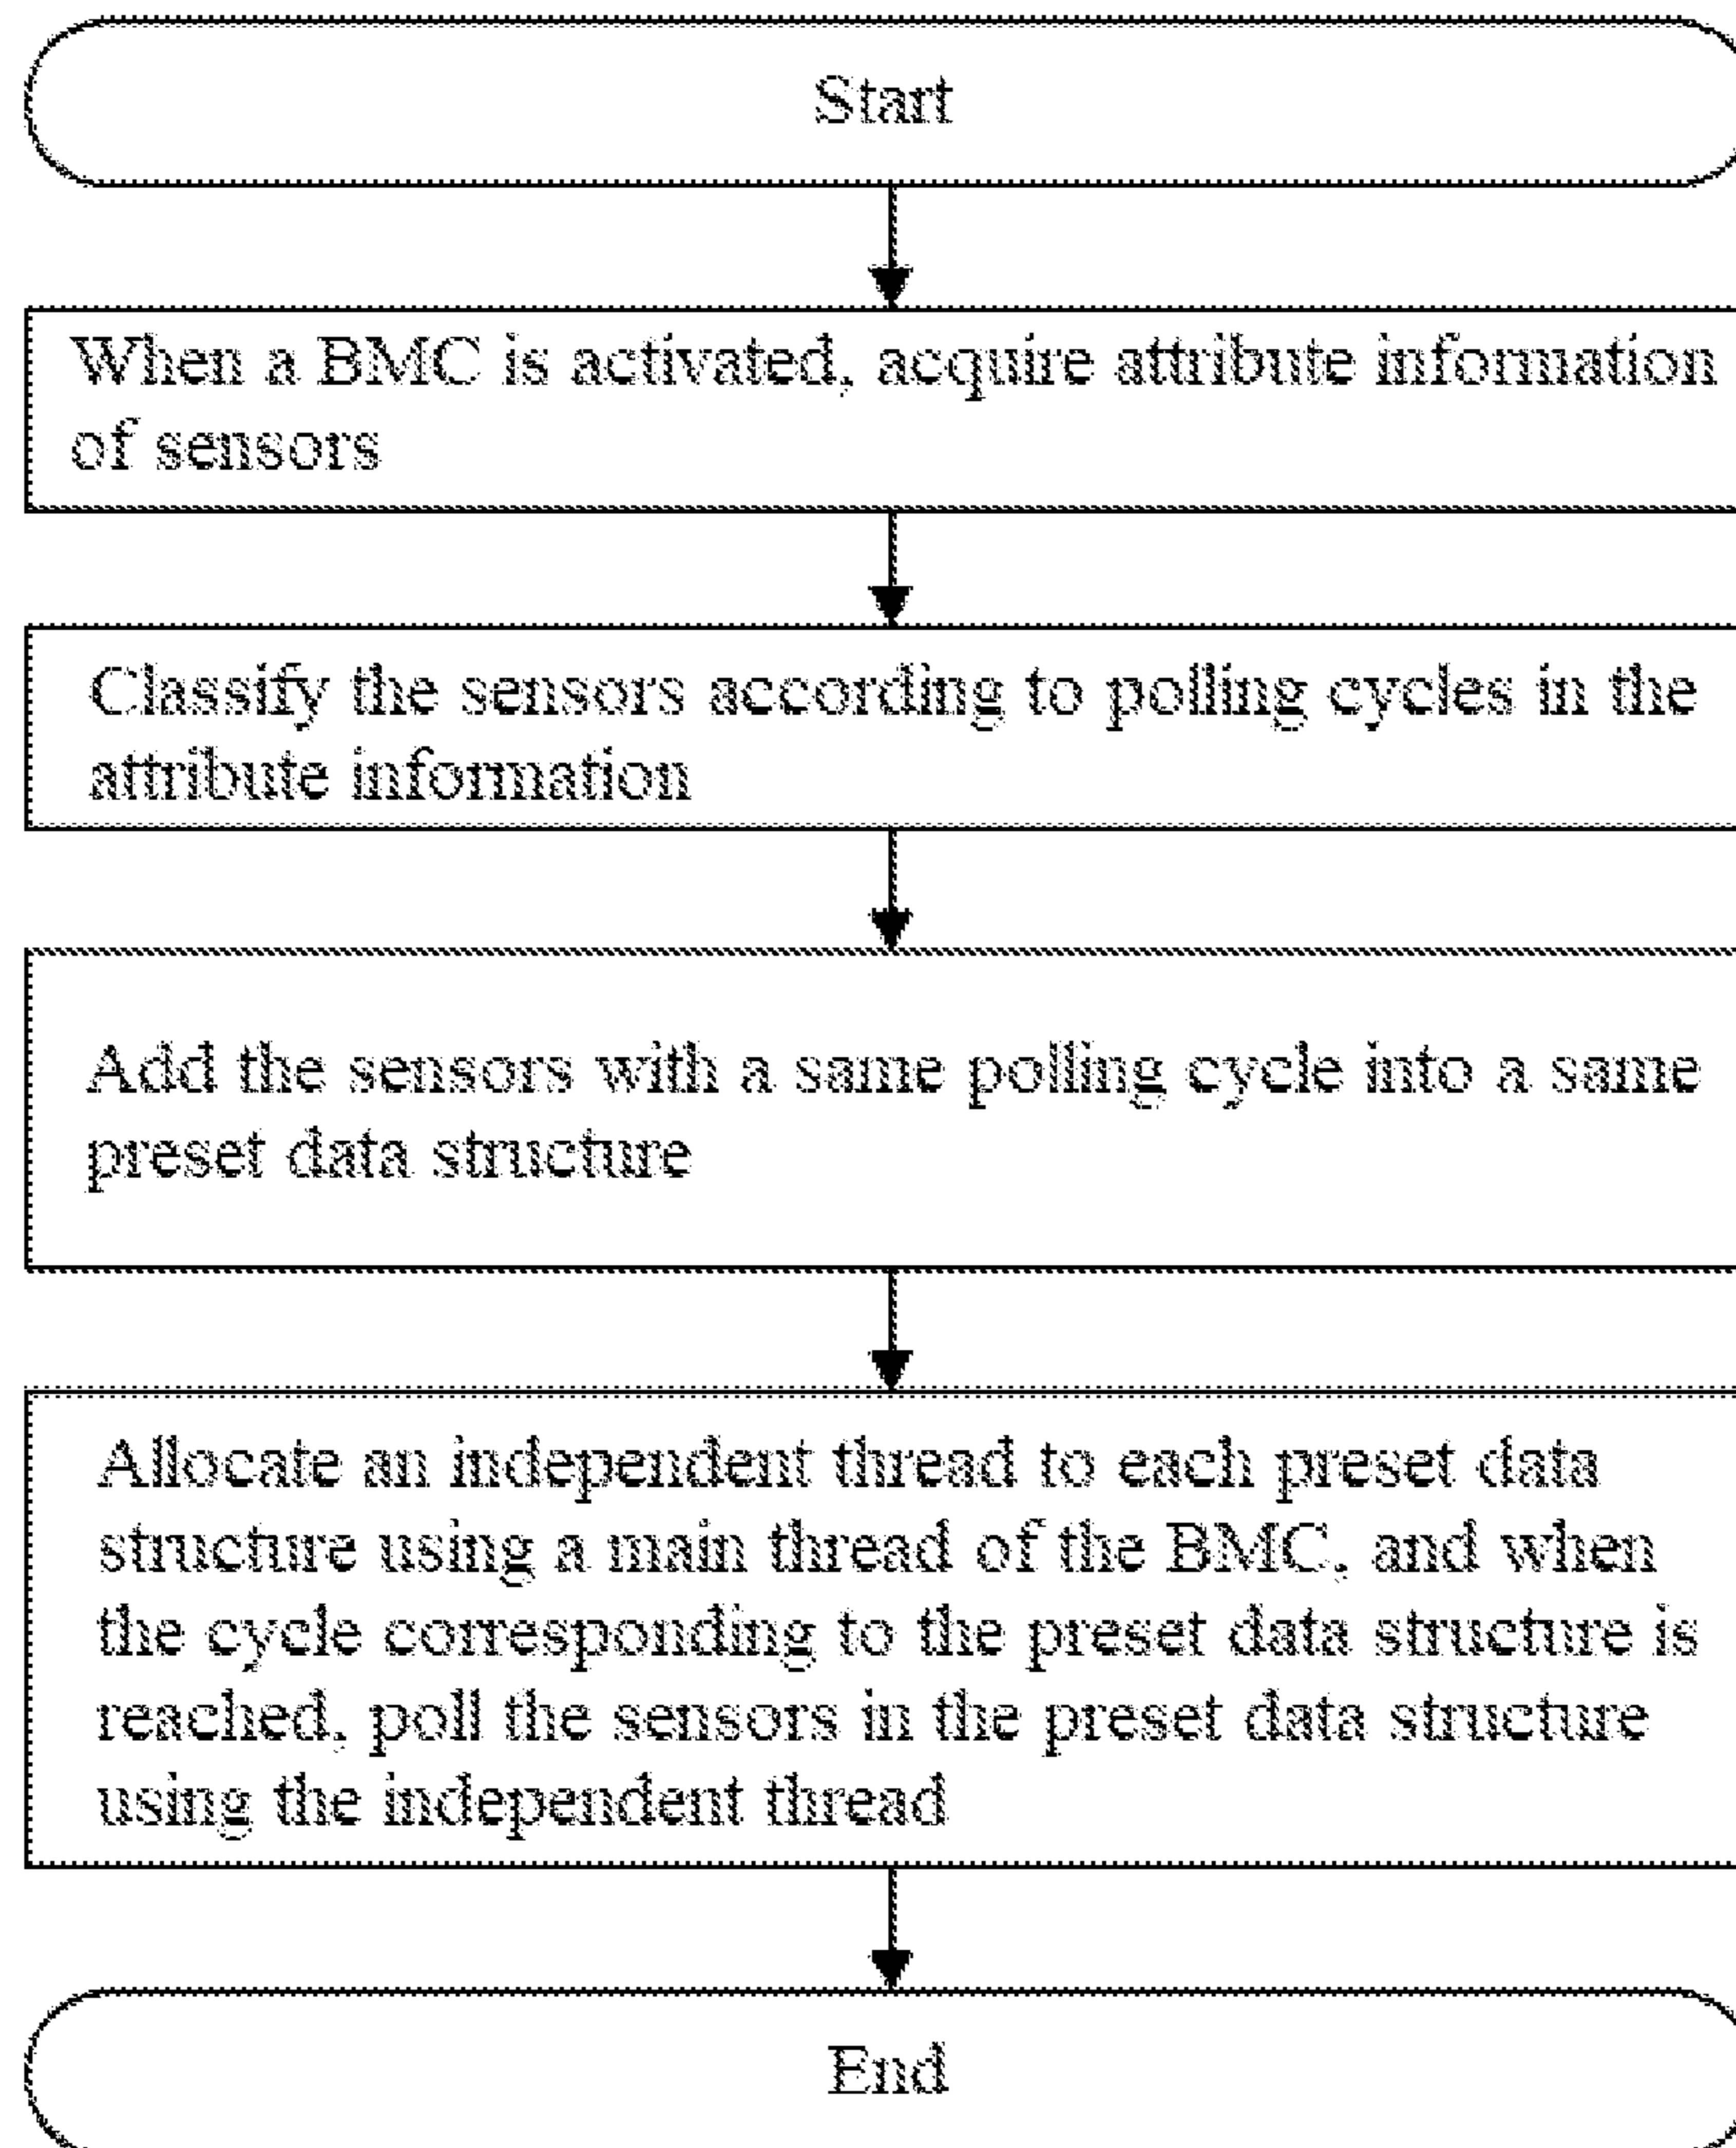 Start
When a BMC is activated, acquire attribute information
of sensors
Classify the sensors according to polling cycles in the
attribute information
Add the sensors with a same polling cycle into a same
preset data structure
Allocate an independent thread to each preset data
structure using a main thread of the BMC, and when
the cycle corresponding to the preset data structure is
reached, poll the sensors in the preset data structure
using the independent thread
End